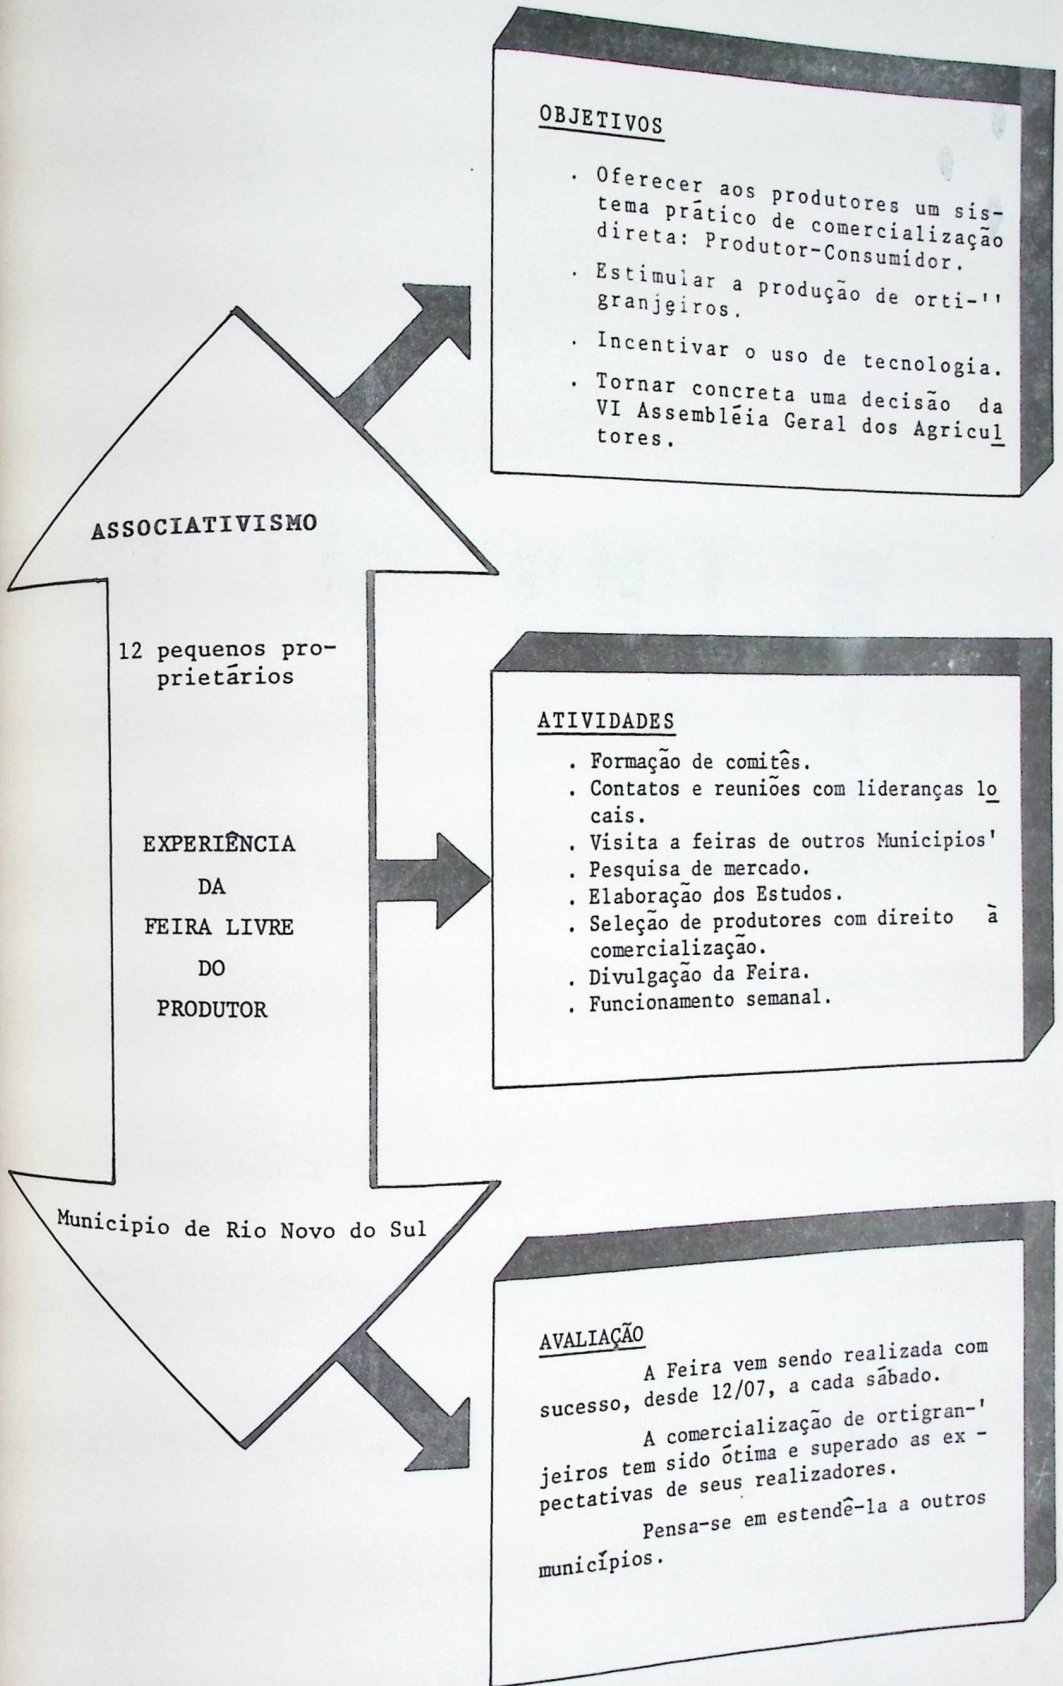 OBJETIVOS
. Oferecer aos produtores um sis-
tema prático de comercialização
direta: Produtor-Consumidor.
. Estimular a produção de orti-''
granjeiros.
. Incentivar o uso de tecnologia.
. Tornar concreta uma decisão da
VI Assembléia Geral dos Agricul
tores.
ASSOCIATIVISMO
12 pequenos pro-
prietários
EXPERIÊNCIA
DA
FEIRA LIVRE
DO
PRODUTOR
Municipio de Rio Novo do Sul
ATIVIDADES
. Formação de comitês.
. Contatos e reuniões com lideranças lo
cais.
. Visita a feiras de outros Municipios'
. Pesquisa de mercado.
. Elaboração dos Estudos.
. Seleção de produtores com direito à
comercialização.
. Divulgação da Feira.
. Funcionamento semanal.
AVALIAÇÃO
A Feira vem sendo realizada com
sucesso, desde 12/07, a cada sábado.
A comercialização de ortigran-'
jeiros tem sido ótima e superado as ex -
pectativas de seus realizadores.
Pensa-se em estendê-la a outros
municípios.